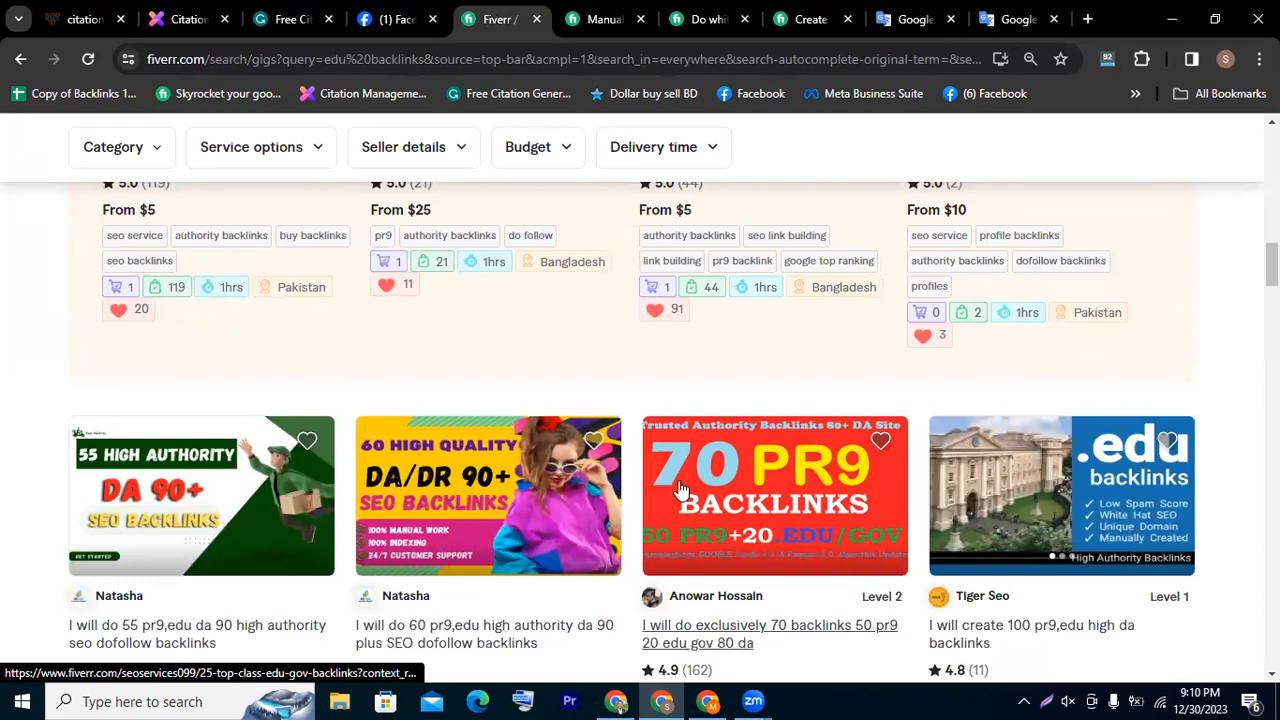 citation
Citation
Free Cit
(1) Face
Fiverr /
Manual
Do whit
Create
Google
Google
fiverr.com/search/gigs?query=edu%20backlinks&source=top-bar&acmpl=1&search_in=everywhere&search-autocomplete-original-term=&se...
92
S
Copy of Backlinks 1...
Skyrocket your goo...
Citation Manageme...
Free Citation Gener...
Dollar buy sell BD
Facebook
Meta Business Suite
(6) Facebook
All Bookmarks
Category
Service options
Seller details
Budget
Delivery time
5.0 (119)
5.0 (21)
5.0 (44)
5.0 (2)
From $5
From $25
From $5
From $10
seo service
authority backlinks
buy backlinks
pr9
authority backlinks
do follow
authority backlinks
seo link building
seo service
profile backlinks
seo backlinks
1
21
1hrs
Bangladesh
link building
pr9 backlink
google top ranking
authority backlinks
dofollow backlinks
1
119
1hrs
Pakistan
11
1
44
1hrs
Bangladesh
profiles
20
91
0
2
1hrs
Pakistan
3
55 HIGH AUTHORITY
DA 90+
SEO BACKLINKS
GET STARTED
60 HIGH QUALITY
DA/DR 90+
SEO BACKLINKS
100% MANUAL WORK
100% INDEXING
24/7 CUSTOMER SUPPORT
Trusted Authority Backlinks 80+ DA Site
70 PR9
BACKLINKS
50 PR9+20.EDU/GOV
.edu
backlinks
✓ Low Spam Score
✓ White Hat SEO
✓ Unique Domain
✓ Manually Created
High Authority Backlinks
Natasha
Natasha
Anowar Hossain
Level 2
Tiger Seo
Level 1
I will do 55 pr9,edu da 90 high authority
seo dofollow backlinks
I will do 60 pr9,edu high authority da 90
plus SEO dofollow backlinks
I will do exclusively 70 backlinks 50 pr9
20 edu gov 80 da
I will create 100 pr9,edu high da
backlinks
4.9 (162)
4.8 (11)
https://www.fiverr.com/seoservices099/25-top-class-edu-gov-backlinks?context_r...
Type here to search
Pr
zm
S
M
9:10 PM
12/30/2023
6